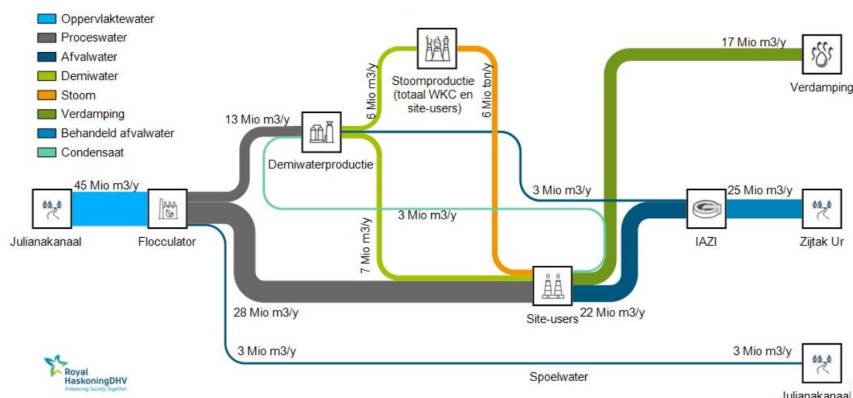 Oppervlaktewater
Proceswater
Afvalwater
Demiwater
Stoom
Verdamping
Behandeld afvalwater
Condensaat
17 Mio m3/y
Verdamping
6 Mio m3/y
Stoomproductie
(totaal WKC en
site-users)
6 Mio ton/y
13 Mio m3/y
Demiwaterproductie
45 Mio m3/y
Julianakanaal
Flocculator
3 Mio m3/y
3 Mio m3/y
7 Mio m3/y
25 Mio m3/y
IAZI
Zijtak Ur
28 Mio m3/y
Site-users
22 Mio m3/y
3 Mio m3/y
Spoelwater
3 Mio m3/y
Julianakanaal
Royal
HaskoningDHV
Enhancing Society Together